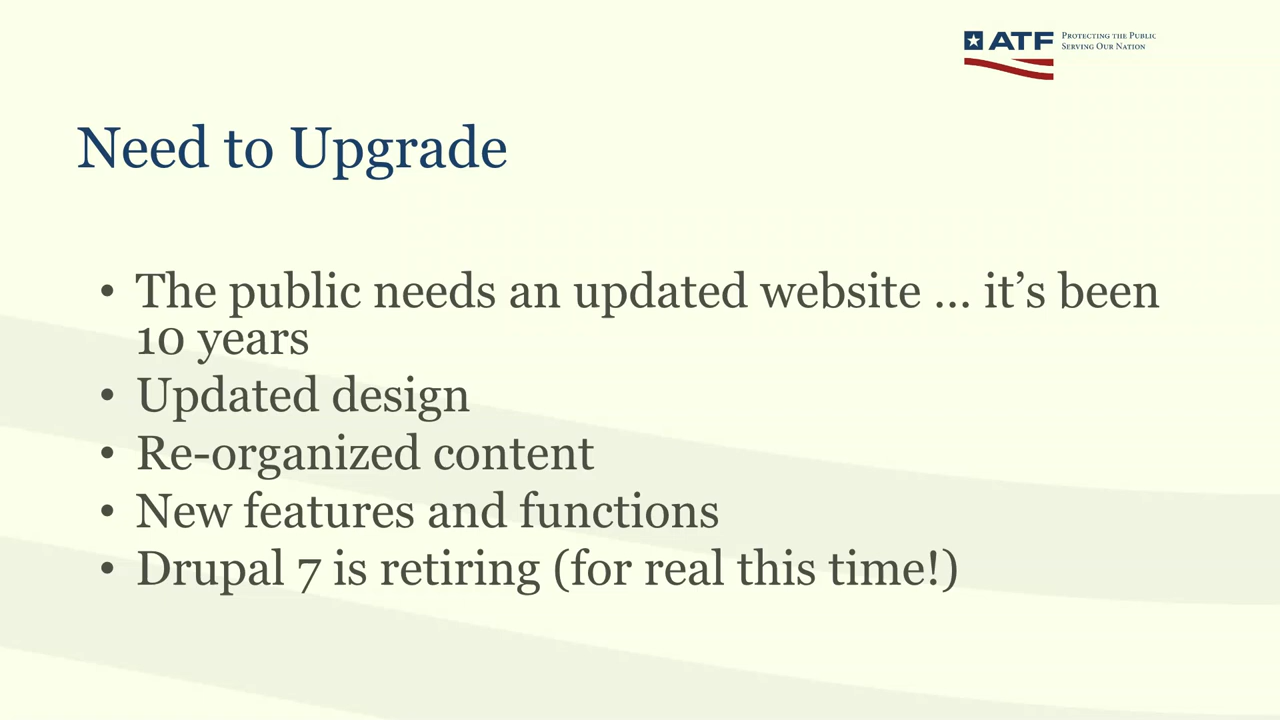 ATF
Protecting the Public
Serving Our Nation
Need to Upgrade
• The public needs an updated website … it’s been
10 years
• Updated design
• Re-organized content
• New features and functions
• Drupal 7 is retiring (for real this time!)